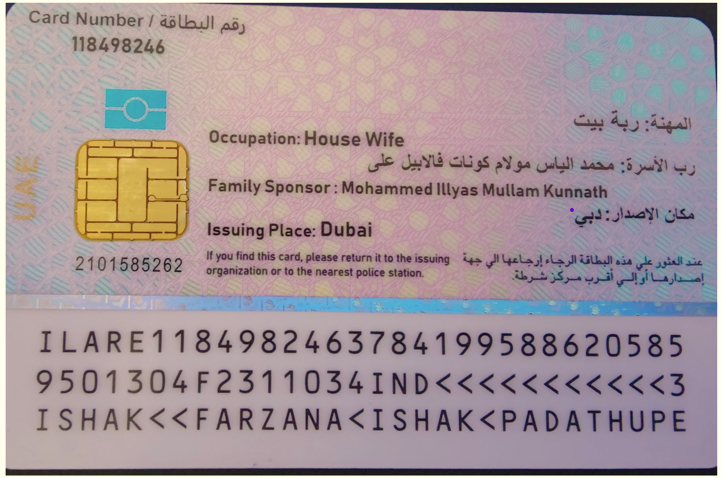 Card Number / رقم البطاقة
118498246
المهنة: ربة بيت
Occupation: House Wife
رب الأسرة: محمد الياس مولام كونات فالابيل على
Family Sponsor : Mohammed Illyas Mullam Kunnath
مكان الإصدار: دبي
Issuing Place: Dubai
UAE
If you find this card, please return it to the issuing
organization or to the nearest police station.
عند العثور علي هذه البطاقة الرجاء إرجاعها الي جهة
إصدارها أو إلي أقرب مركز شرطة.
2101585262
ILARE1184982463784199588620585
9501304F2311034IND<<<<<<<<<<<3
ISHAK<<FARZANA<ISHAK<PADATHUPE